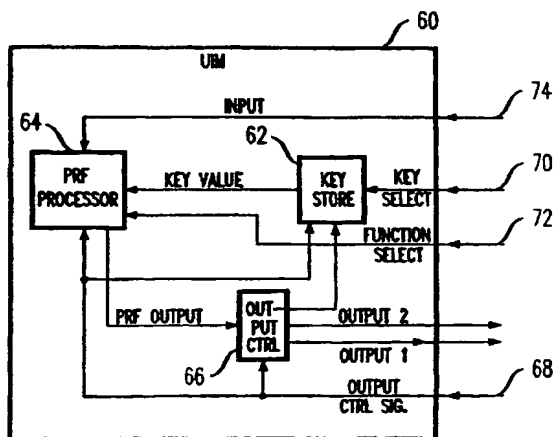 60
UIM
74
INPUT
64
62
70
PRF
PROCESSOR
KEY VALUE
KEY
STORE
KEY
SELECT
72
FUNCTION
SELECT
PRF OUTPUT
OUT
PUT
CTRL
OUTPUT 2
OUTPUT 1
66
68
OUTPUT
CTRL SIG.